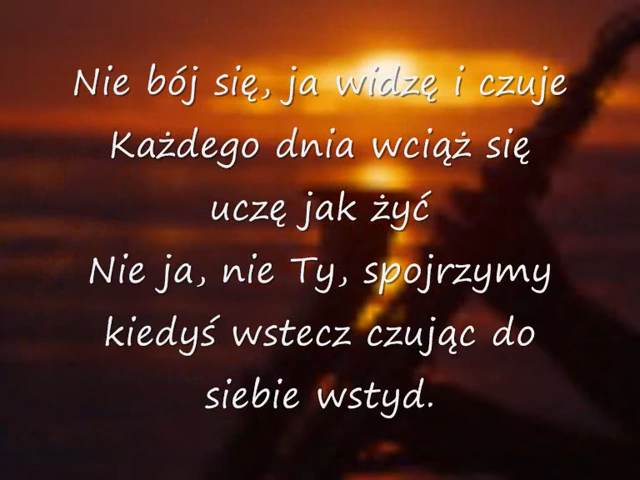 Nie bój się, ja widzę i czuje
Każdego dnia wciąż się
uczę jak żyć
Nie ja, nie Ty, spojrzymy
kiedyś wstecz czując do
siebie wstyd.